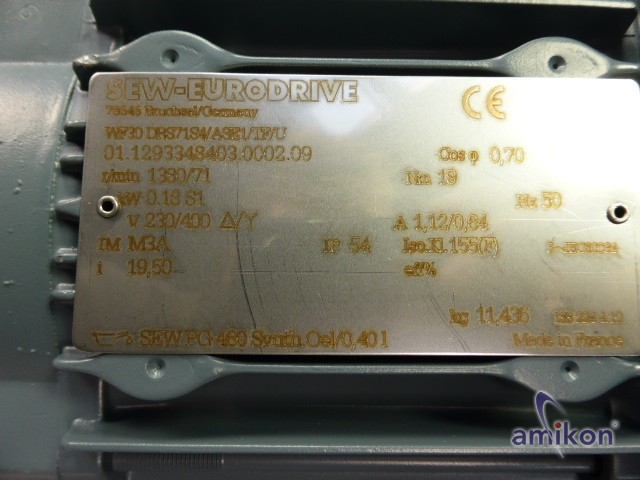 SEW-EURODRIVE CE
76646 Bruchsal/Germany
WF30 DRS71S4/ASE1/TF/U
01.1293348403.0002.09 Cos φ 0,70
r/min 1380/71 Nm 19
kW 0.18 S1 Hz 50
V 230/400 Δ/Y A 1,12/0,64
IM M3A IP 54 Iso.Kl. 155(F)
i 19,50 eff%
kg 11,436
SEW PG 460 Synth.Oel/0,40 l Made in France
amikon